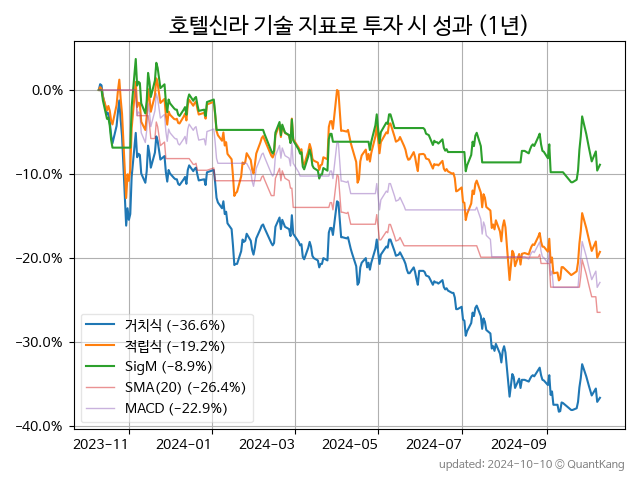 호텔신라 기술 지표로 투자 시 성과 (1년)
0.0%
−10.0%
−20.0%
−30.0%
−40.0%
거치식 (−36.6%)
적립식 (−19.2%)
SigM (−8.9%)
SMA(20) (−26.4%)
MACD (−22.9%)
2023−11 2024−01 2024−03 2024−05 2024−07 2024−09
updated: 2024−10−10 © QuantKang